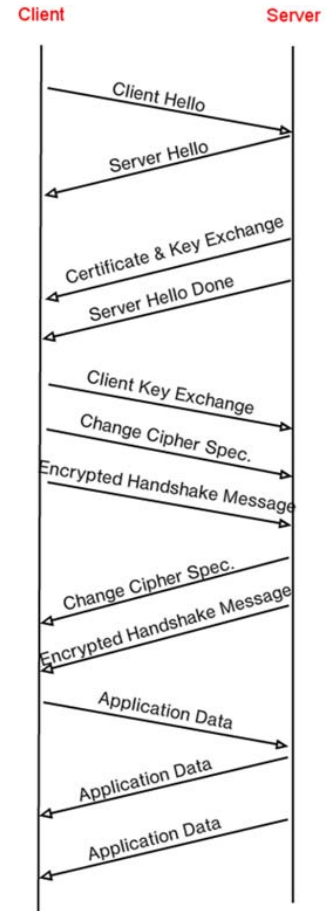 Client
Server
Client Hello
Server Hello
Certificate & Key Exchange
Server Hello Done
Client Key Exchange
Change Cipher Spec.
Encrypted Handshake Message
Change Cipher Spec.
Encrypted Handshake Message
Application Data
Application Data
Application Data